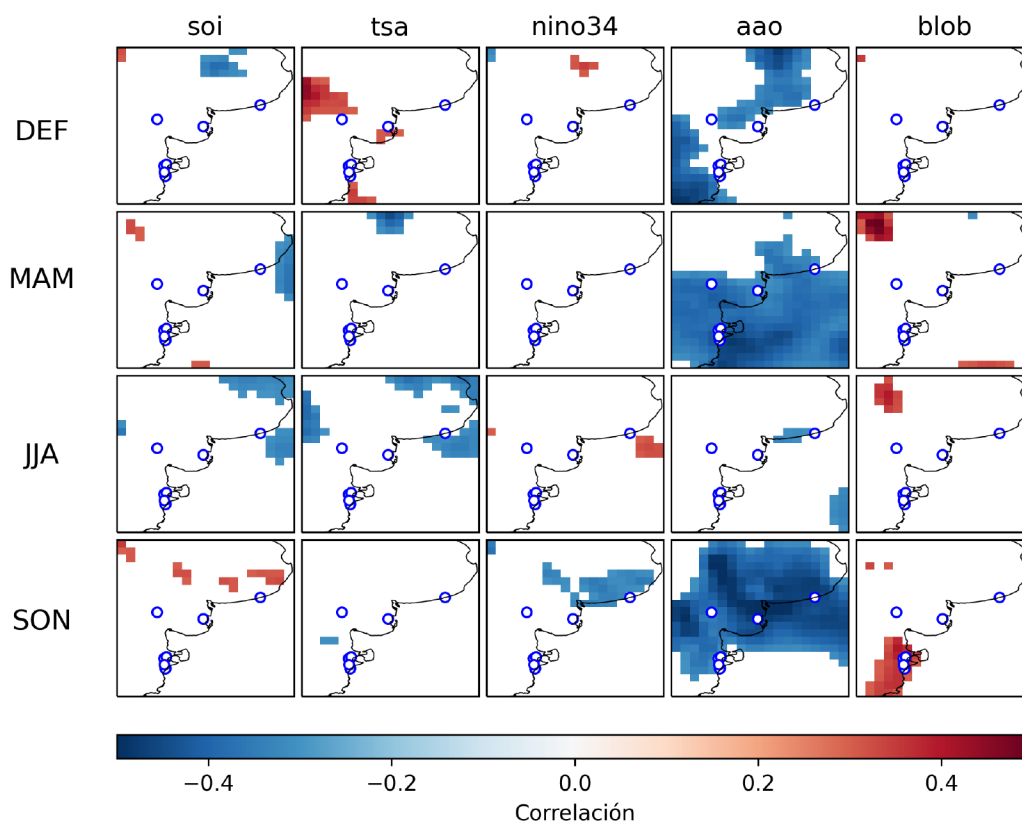 soi tsa nino34 aao blob
DEF
MAM
JJA
SON
−0.4 −0.2 0.0 0.2 0.4
Correlación